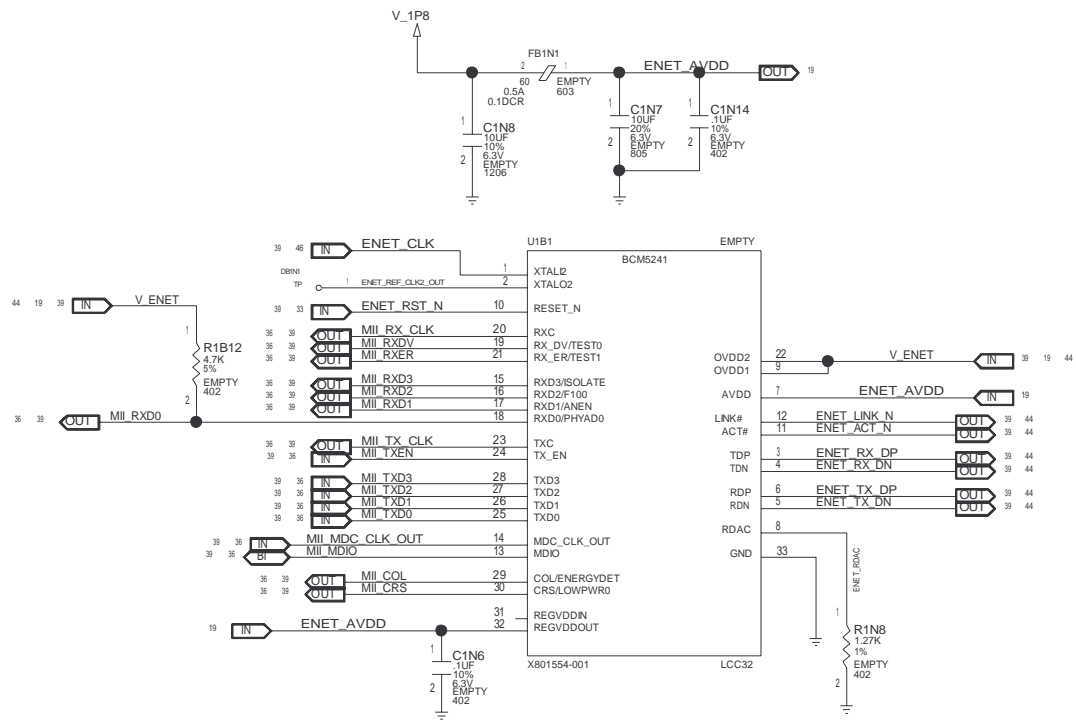 V_1P8
FB1N1
2 1
60
0.5A
0.1DCR
EMPTY
603
ENET_AVDD
OUT 19
1
C1N8
10UF
10%
6.3V
EMPTY
1206
2
1
C1N7
10UF
20%
6.3V
EMPTY
805
2
1
C1N14
.1UF
10%
6.3V
EMPTY
402
2
U1B1 EMPTY
BCM5241
39 46 IN ENET_CLK 1 XTALI2
DB1N1
TP 1 ENET_REF_CLK2_OUT 2 XTALO2
39 33 IN ENET_RST_N 10 RESET_N
44 19 39 IN V_ENET
36 39 OUT MII_RX_CLK 20 RXC
36 39 OUT MII_RXDV 19 RX_DV/TEST0
36 39 OUT MII_RXER 21 RX_ER/TEST1
1
R1B12
4.7K
5%
EMPTY
402
2
36 39 OUT MII_RXD3 15 RXD3/ISOLATE
36 39 OUT MII_RXD2 16 RXD2/F100
36 39 OUT MII_RXD1 17 RXD1/ANEN
36 39 OUT MII_RXD0 18 RXD0/PHYAD0
36 39 OUT MII_TX_CLK 23 TXC
39 36 IN MII_TXEN 24 TX_EN
39 36 IN MII_TXD3 28 TXD3
39 36 IN MII_TXD2 27 TXD2
39 36 IN MII_TXD1 26 TXD1
39 36 IN MII_TXD0 25 TXD0
39 36 IN MII_MDC_CLK_OUT 14 MDC_CLK_OUT
39 36 BI MII_MDIO 13 MDIO
36 39 OUT MII_COL 29 COL/ENERGYDET
36 39 OUT MII_CRS 30 CRS/LOWPWR0
31 REGVDDIN
19 IN ENET_AVDD 32 REGVDDOUT
1
C1N6
.1UF
10%
6.3V
EMPTY
402
2
X801554-001 LCC32
OVDD2 22 V_ENET IN 39 19 44
OVDD1 9
AVDD 7 ENET_AVDD IN 19
LINK# 12 ENET_LINK_N OUT 39 44
ACT# 11 ENET_ACT_N OUT 39 44
TDP 3 ENET_RX_DP OUT 39 44
TDN 4 ENET_RX_DN OUT 39 44
RDP 6 ENET_TX_DP OUT 39 44
RDN 5 ENET_TX_DN OUT 39 44
RDAC 8
GND 33
ENET_RDAC
1
R1N8
1.27K
1%
EMPTY
402
2